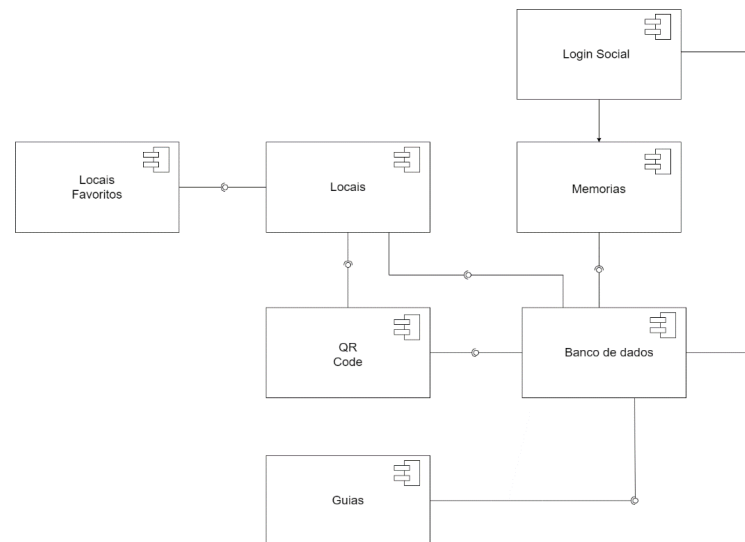 Login Social
Locais
Favoritos
Locais
Memorias
QR
Code
Banco de dados
Guias